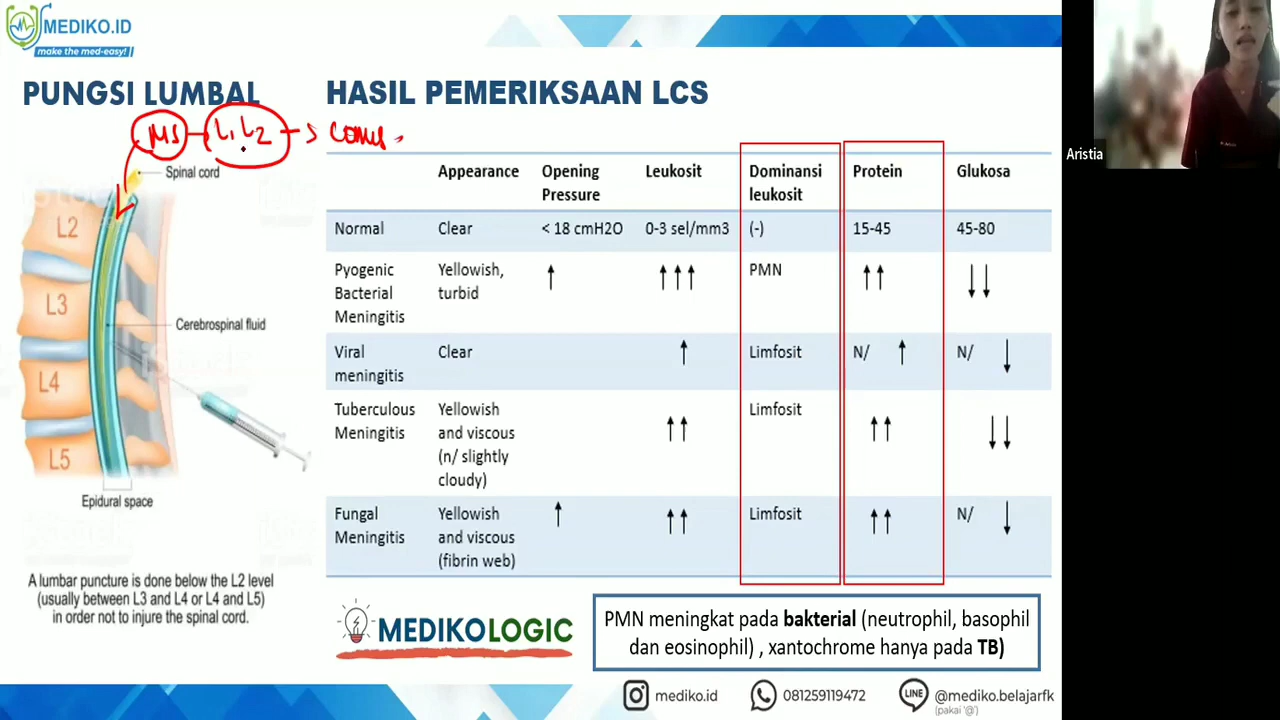 MEDIKO.ID
make the med-easy!
PUNGSI LUMBAL
HASIL PEMERIKSAAN LCS
MS L1 L2
Spinal cord
L2
L3
Cerebrospinal fluid
L4
L5
Epidural space
A lumbar puncture is done below the L2 level
(usually between L3 and L4 or L4 and L5)
in order not to injure the spinal cord.
Appearance Opening Pressure Leukosit Dominansi leukosit Protein Glukosa
Normal Clear < 18 cmH2O 0-3 sel/mm3 (-) 15-45 45-80
Pyogenic Bacterial Meningitis Yellowish, turbid ↑ ↑↑↑ PMN ↑↑ ↓↓
Viral meningitis Clear ↑ Limfosit N/ ↑ N/ ↓
Tuberculous Meningitis Yellowish and viscous (n/ slightly cloudy) ↑↑ Limfosit ↑↑ ↓↓
Fungal Meningitis Yellowish and viscous (fibrin web) ↑ ↑↑ Limfosit ↑↑ N/ ↓
MEDIKOLOGIC
PMN meningkat pada bakterial (neutrophil, basophil
dan eosinophil) , xantochrome hanya pada TB)
mediko.id
081259119472
LINE
@mediko.belajarfk
(pakai '@')
Aristia